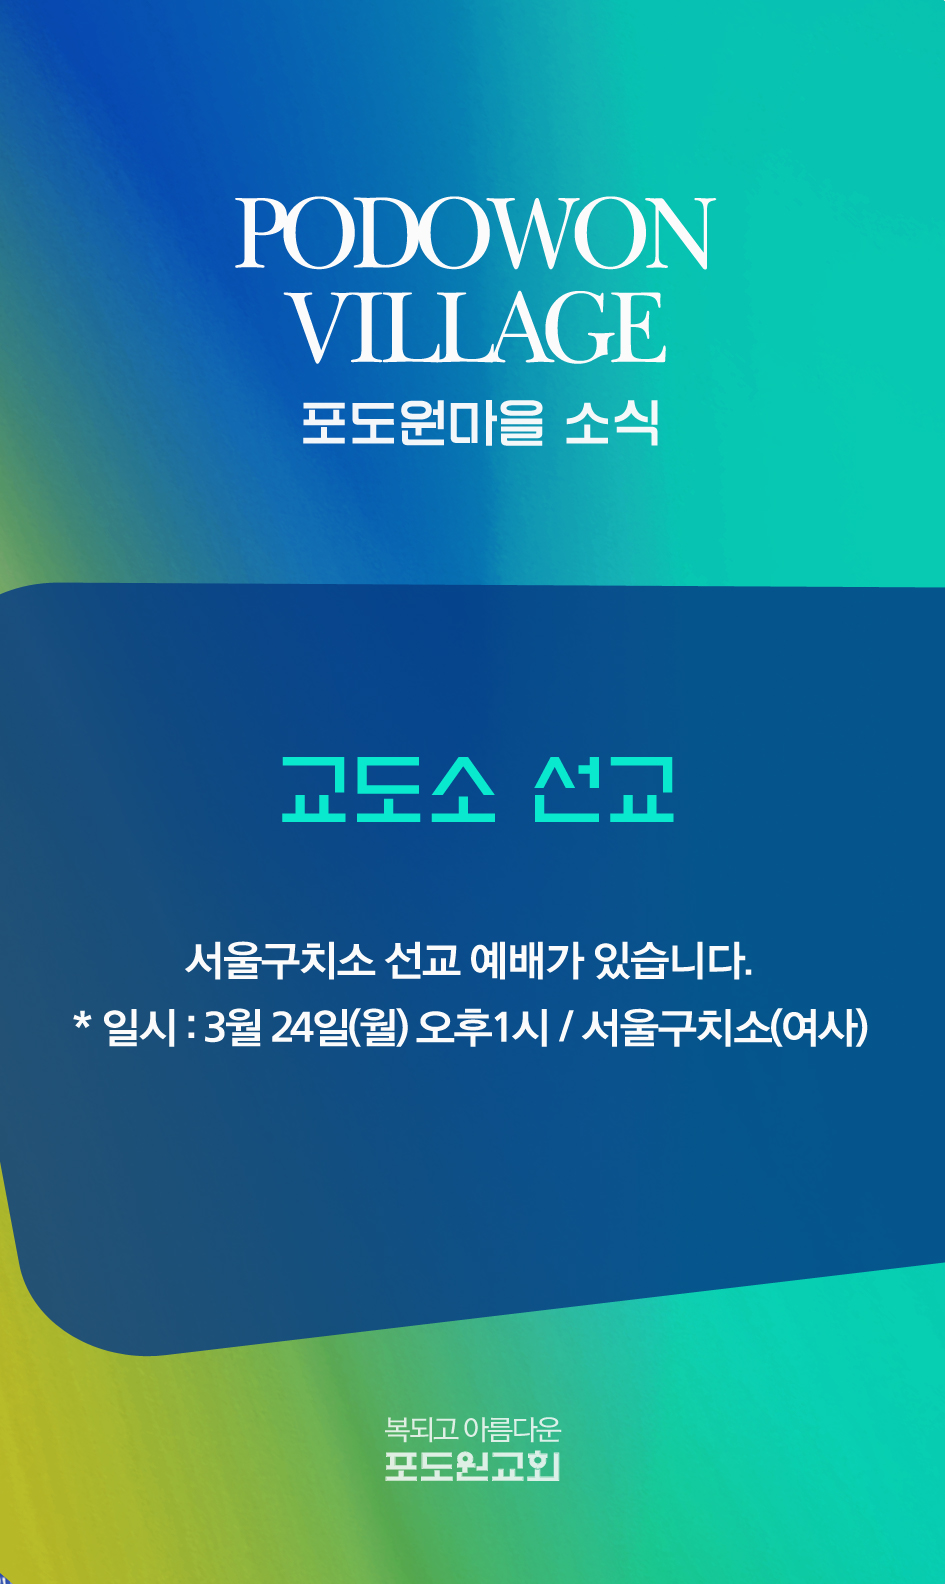 PODOWON
VILLAGE
포도원마을 소식
교도소 선교
서울구치소 선교 예배가 있습니다.
* 일시 : 3월 24일(월) 오후1시 / 서울구치소(여사)
복되고 아름다운
포도원교회